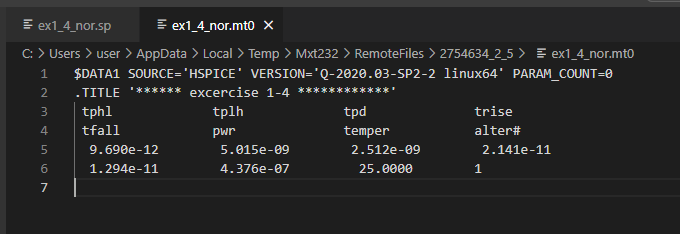 ex1_4_nor.sp ex1_4_nor.mt0 ×
C: > Users > user > AppData > Local > Temp > Mxt232 > RemoteFiles > 2754634_2_5 > ex1_4_nor.mt0
1 $DATA1 SOURCE='HSPICE' VERSION='Q-2020.03-SP2-2 linux64' PARAM_COUNT=0
2 .TITLE '****** excercise 1-4 ************'
3 tphl tplh tpd trise
4 tfall pwr temper alter#
5 9.690e-12 5.015e-09 2.512e-09 2.141e-11
6 1.294e-11 4.376e-07 25.0000 1
7